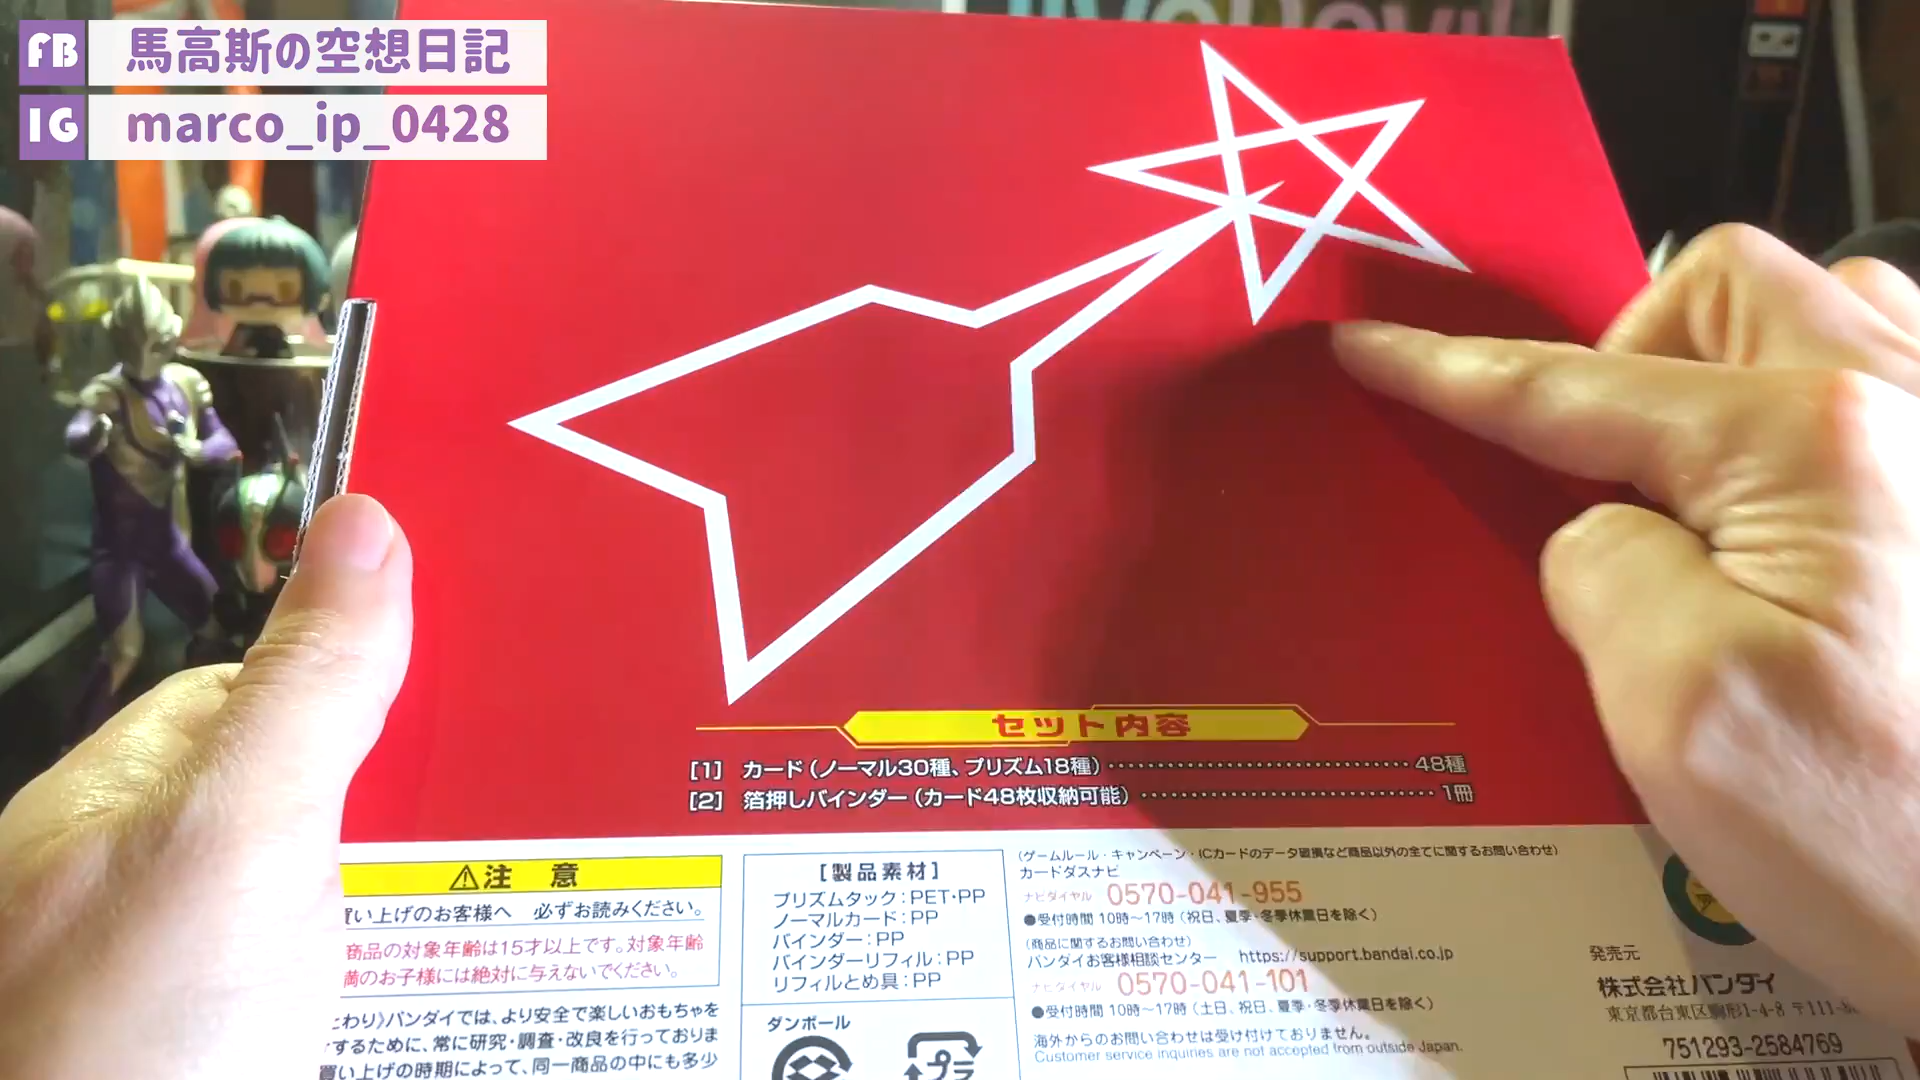 FB 馬高斯の空想日記
IG marco_ip_0428
セット内容
[1] カード(ノーマル30種、プリズム18種) 48種
[2] 箔押しバインダー(カード48枚収納可能) 1冊
⚠注 意
買い上げのお客様へ 必ずお読みください。
商品の対象年齢は15才以上です。対象年齢
満のお子様には絶対に与えないでください。
こわり》バンダイでは、より安全で楽しいおもちゃを
するために、常に研究・調査・改良を行っておりま
買い上げの時期によって、同一商品の中にも多少
[製品素材]
プリズムタック:PET・PP
ノーマルカード:PP
バインダー:PP
バインダーリフィル:PP
リフィルとめ具:PP
ダンボール
プラ
(ゲームルール・キャンペーン・ICカードのデータ破損など商品以外の全てに関するお問い合わせ)
カードダスナビ
ナビダイヤル 0570-041-955
●受付時間 10時〜17時(祝日、夏季・冬季休業日を除く)
(商品に関するお問い合わせ)
バンダイお客様相談センター https://support.bandai.co.jp
ナビダイヤル 0570-041-101
●受付時間 10時〜17時(土日、祝日、夏季・冬季休業日を除く)
海外からのお問い合わせは受け付けておりません。
Customer service inquiries are not accepted from outside Japan.
発売元
株式会社バンダイ
東京都台東区駒形1-4-8 〒111-8
751293-2584769